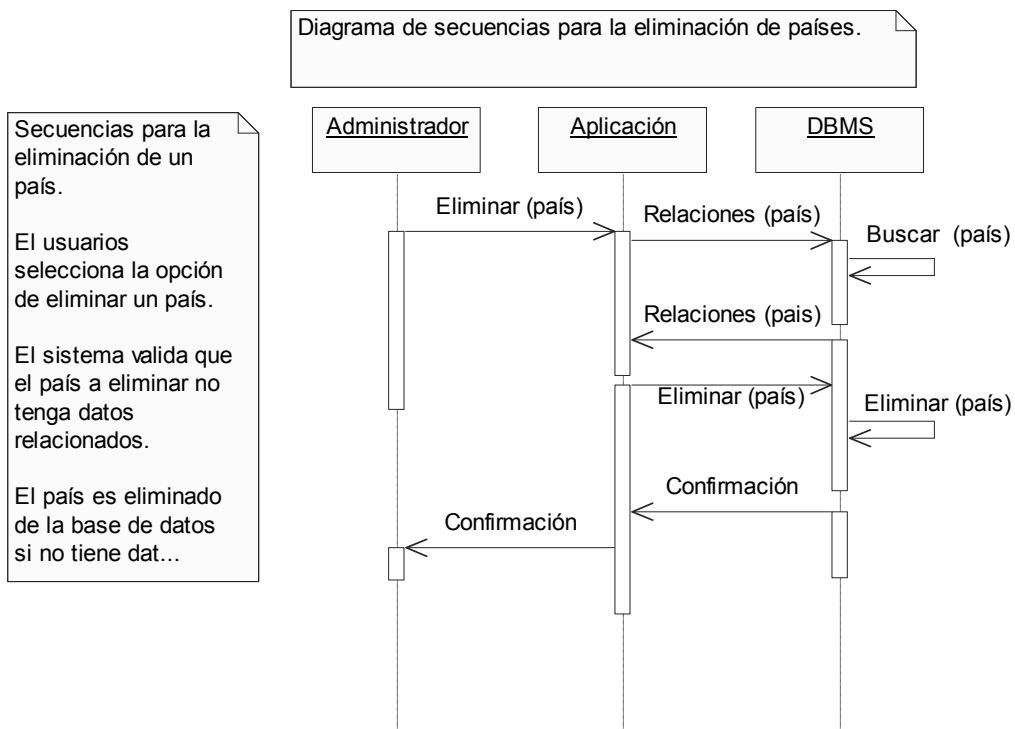 Diagrama de secuencias para la eliminación de países.
Secuencias para la
eliminación de un
país.
El usuarios
selecciona la opción
de eliminar un país.
El sistema valida que
el país a eliminar no
tenga datos
relacionados.
El país es eliminado
de la base de datos
si no tiene dat...
Administrador
Aplicación
DBMS
Eliminar (país)
Relaciones (país)
Buscar (país)
Relaciones (pais)
Eliminar (país)
Eliminar (país)
Confirmación
Confirmación